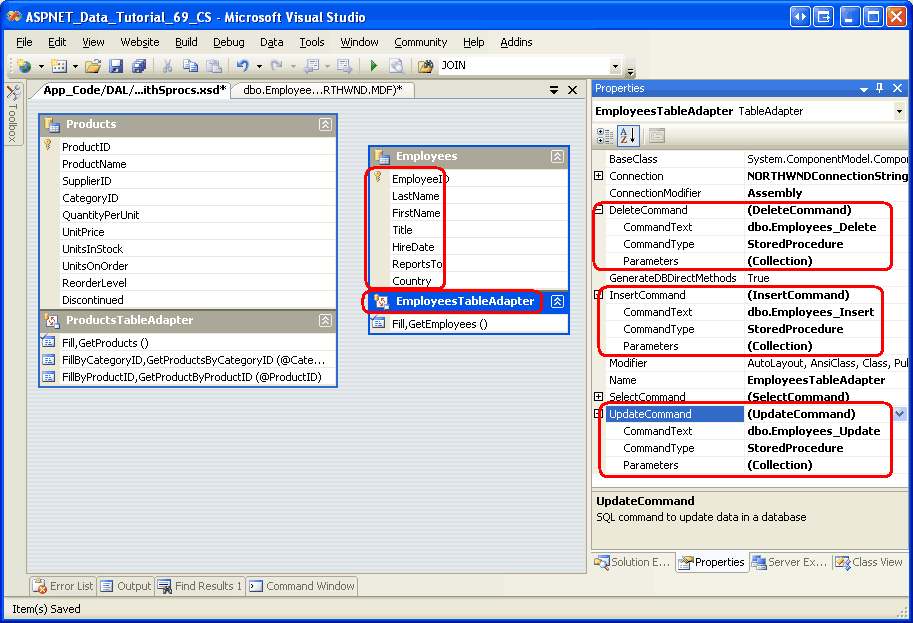 ASPNET_Data_Tutorial_69_CS - Microsoft Visual Studio
File Edit View Website Build Debug Data Tools Window Community Help Addins
JOIN
Toolbox
App_Code/DAL/...ithSprocs.xsd* dbo.Employee...RTHWND.MDF)*
Products
ProductID
ProductName
SupplierID
CategoryID
QuantityPerUnit
UnitPrice
UnitsInStock
UnitsOnOrder
ReorderLevel
Discontinued
ProductsTableAdapter
Fill,GetProducts ()
FillByCategoryID,GetProductsByCategoryID (@Cate...
FillByProductID,GetProductByProductID (@ProductID)
Employees
EmployeeID
LastName
FirstName
Title
HireDate
ReportsTo
Country
EmployeesTableAdapter
Fill,GetEmployees ()
Properties
EmployeesTableAdapter TableAdapter
BaseClass System.ComponentModel.Compo
Connection NORTHWNDConnectionString
ConnectionModifier Assembly
DeleteCommand (DeleteCommand)
CommandText dbo.Employees_Delete
CommandType StoredProcedure
Parameters (Collection)
GenerateDBDirectMethods True
InsertCommand (InsertCommand)
CommandText dbo.Employees_Insert
CommandType StoredProcedure
Parameters (Collection)
Modifier AutoLayout, AnsiClass, Class, Pul
Name EmployeesTableAdapter
SelectCommand (SelectCommand)
UpdateCommand (UpdateCommand)
CommandText dbo.Employees_Update
CommandType StoredProcedure
Parameters (Collection)
UpdateCommand
SQL command to update data in a database
Solution E... Properties Server Ex... Class View
Error List Output Find Results 1 Command Window
Item(s) Saved